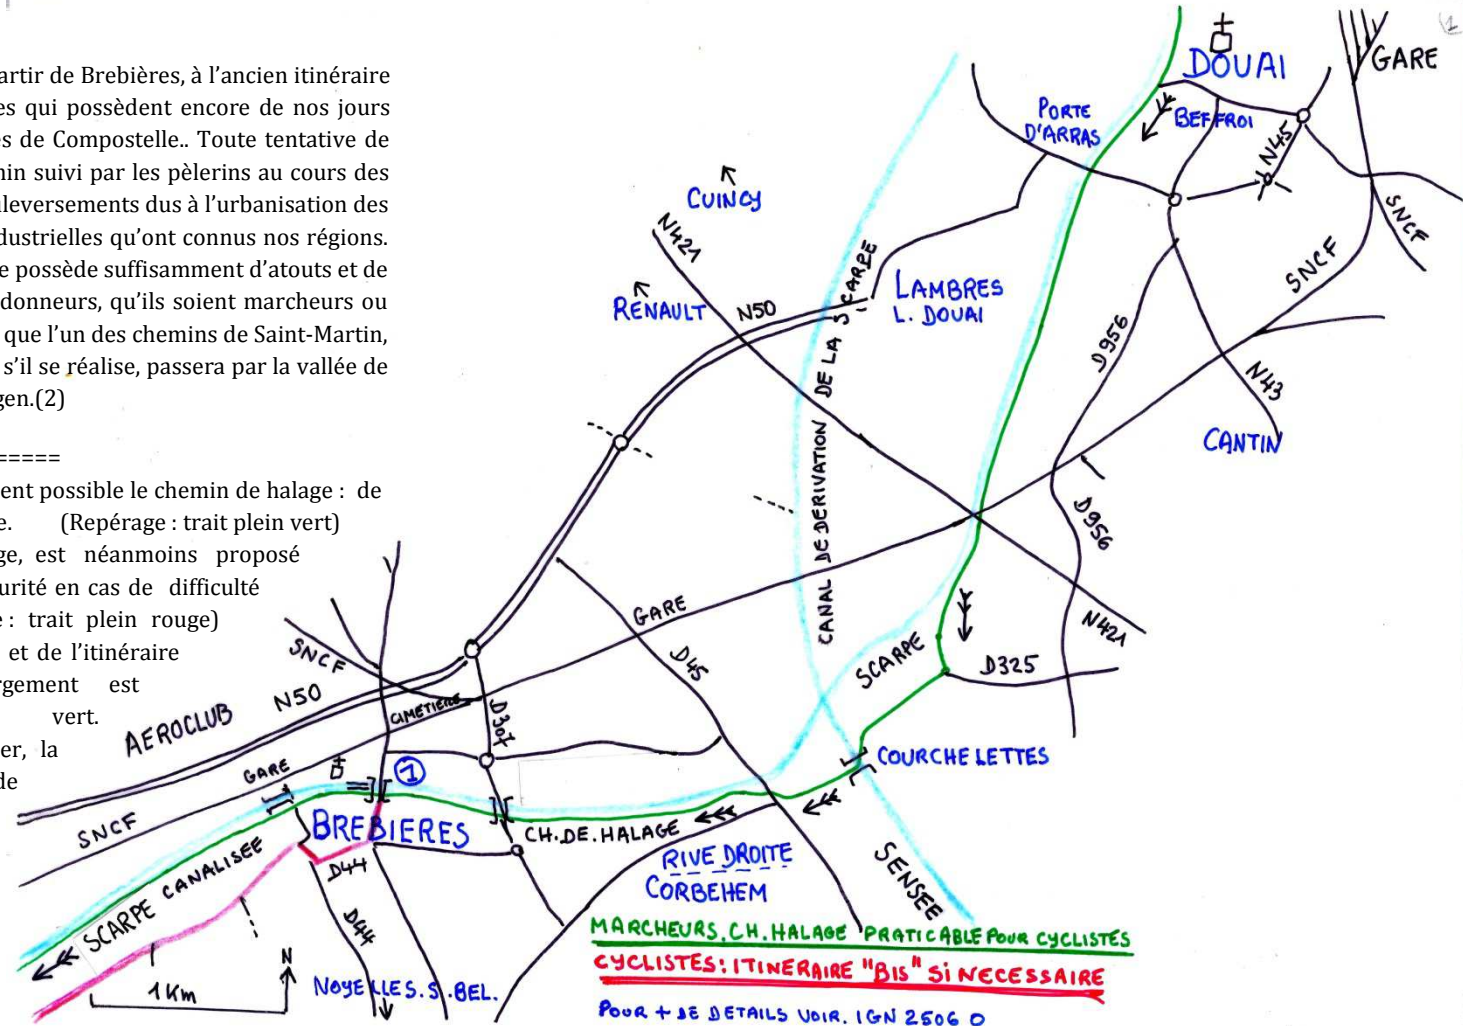 artir de Brebières, à l’ancien itinéraire
es qui possèdent encore de nos jours
es de Compostelle.. Toute tentative de
min suivi par les pèlerins au cours des
uleversements dus à l’urbanisation des
dustrielles qu’ont connus nos régions.
e possède suffisamment d’atouts et de
donneurs, qu’ils soient marcheurs ou
que l’un des chemins de Saint-Martin,
s’il se réalise, passera par la vallée de
gen.(2)
=====
ent possible le chemin de halage : de
e. (Repérage : trait plein vert)
ge, est néanmoins proposé
urité en cas de difficulté
e : trait plein rouge)
et de l’itinéraire
rgement est
vert.
er, la
de
1
DOUAI
GARE
PORTE
D'ARRAS
BEFFROI
N45
SNCF
CUINCY
N421
RENAULT
N50
LAMBRES
L. DOUAI
SNCF
D956
N43
CANTIN
CANAL DE DERIVATION DE LA SCARPE
D956
N421
GARE
D45
SCARPE
D325
SNCF
N50
CIMETIERE
D307
AEROCLUB
GARE
1
COURCHELETTES
SNCF
BREBIERES
CH. DE. HALAGE
SCARPE CANALISEE
D44
RIVE DROITE
CORBEHEM
SENSEE
D44
N
1Km
NOYELLES. S. BEL.
MARCHEURS, CH. HALAGE PRATICABLE POUR CYCLISTES
CYCLISTES: ITINERAIRE "BIS" Si NECESSAIRE
POUR + DE DETAILS VOIR. IGN 2506 O